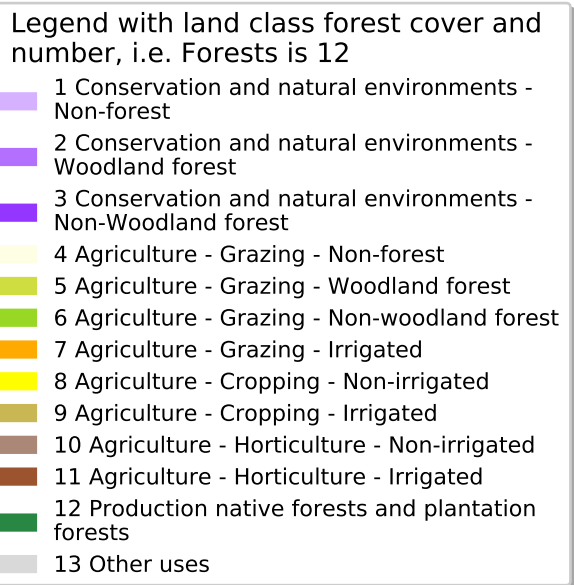 Legend with land class forest cover and
number, i.e. Forests is 12
1 Conservation and natural environments -
Non-forest
2 Conservation and natural environments -
Woodland forest
3 Conservation and natural environments -
Non-Woodland forest
4 Agriculture - Grazing - Non-forest
5 Agriculture - Grazing - Woodland forest
6 Agriculture - Grazing - Non-woodland forest
7 Agriculture - Grazing - Irrigated
8 Agriculture - Cropping - Non-irrigated
9 Agriculture - Cropping - Irrigated
10 Agriculture - Horticulture - Non-irrigated
11 Agriculture - Horticulture - Irrigated
12 Production native forests and plantation
forests
13 Other uses